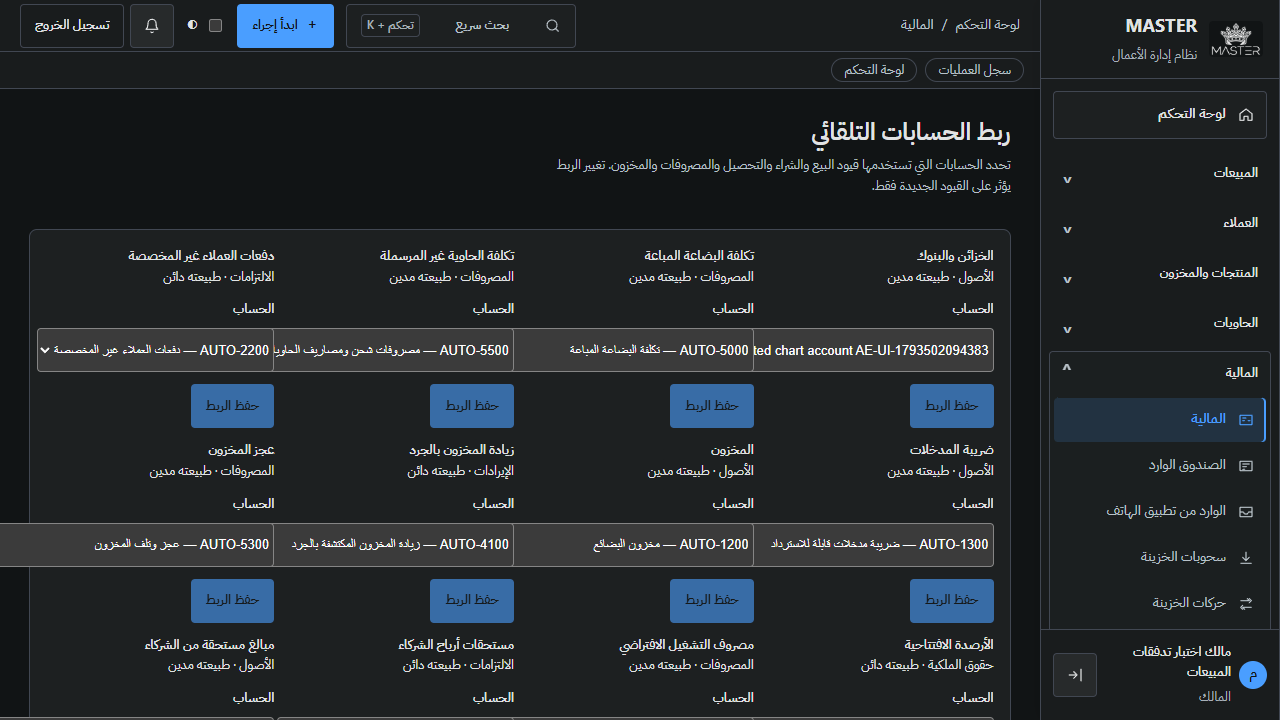 MASTER
نظام إدارة الأعمال
MASTER
لوحة التحكم
المبيعات
العملاء
المنتجات والمخزون
الحاويات
المالية
المالية
الصندوق الوارد
الوارد من تطبيق الهاتف
سحوبات الخزينة
حركات الخزينة
مالك اختبار تدفقات المبيعات
المالك
م
لوحة التحكم / المالية
بحث سريع
تحكم + K
+ ابدأ إجراء
تسجيل الخروج
سجل العمليات
لوحة التحكم
ربط الحسابات التلقائي
تحدد الحسابات التي تستخدمها قيود البيع والشراء والتحصيل والمصروفات والمخزون. تغيير الربط
يؤثر على القيود الجديدة فقط.
الخزائن والبنوك
الأصول · طبيعته مدين
الحساب
ted chart account AE-UI-1793502094383
حفظ الربط
تكلفة البضاعة المباعة
المصروفات · طبيعته مدين
الحساب
AUTO-5000 — تكلفة البضاعة المباعة
حفظ الربط
تكلفة الحاوية غير المرسملة
المصروفات · طبيعته مدين
الحساب
AUTO-5500 — مصروفات شحن ومصاريف الحاويا
حفظ الربط
دفعات العملاء غير المخصصة
الالتزامات · طبيعته دائن
الحساب
AUTO-2200 — دفعات العملاء غير المخصصة
حفظ الربط
ضريبة المدخلات
الأصول · طبيعته مدين
الحساب
AUTO-1300 — ضريبة مدخلات قابلة للاسترداد
حفظ الربط
المخزون
الأصول · طبيعته مدين
الحساب
AUTO-1200 — مخزون البضائع
حفظ الربط
زيادة المخزون بالجرد
الإيرادات · طبيعته دائن
الحساب
AUTO-4100 — زيادة المخزون المكتشفة بالجرد
حفظ الربط
عجز المخزون
المصروفات · طبيعته مدين
الحساب
AUTO-5300 — عجز وتلف المخزون
حفظ الربط
الأرصدة الافتتاحية
حقوق الملكية · طبيعته دائن
الحساب
مصروف التشغيل الافتراضي
المصروفات · طبيعته مدين
الحساب
مستحقات أرباح الشركاء
الالتزامات · طبيعته دائن
الحساب
مبالغ مستحقة من الشركاء
الأصول · طبيعته مدين
الحساب